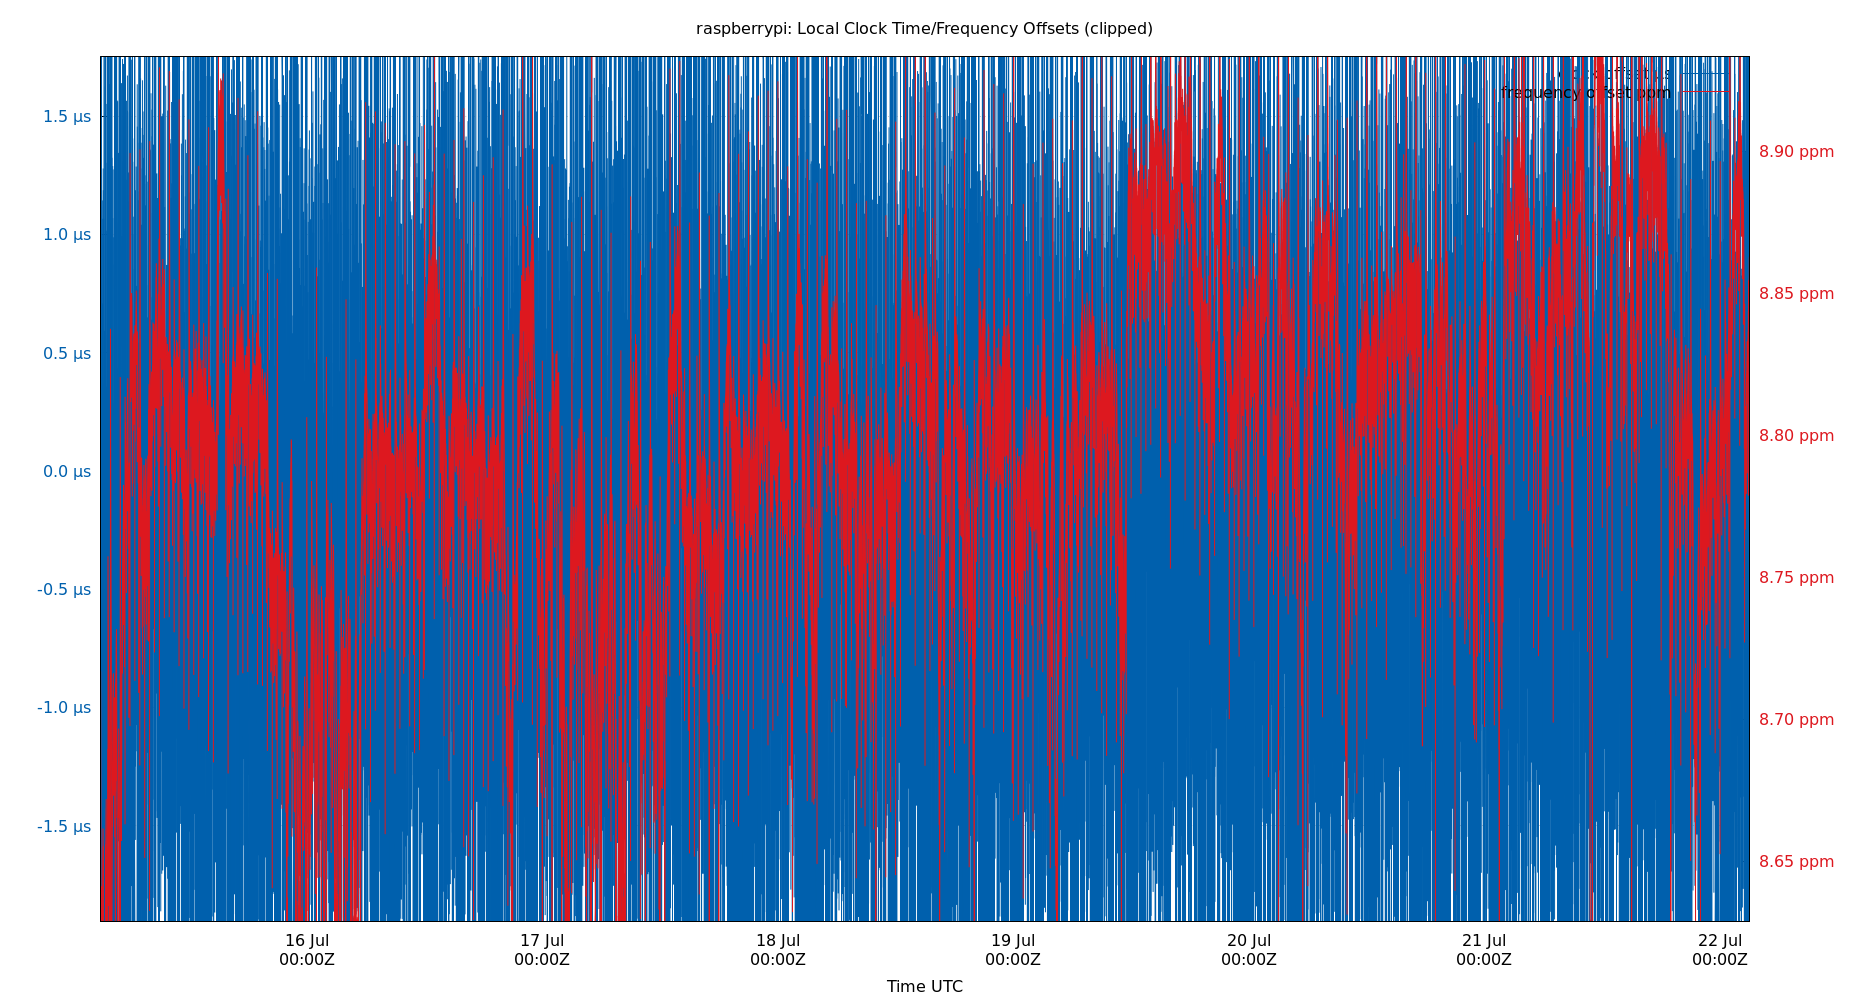 raspberrypi: Local Clock Time/Frequency Offsets (clipped)
frequency offset ppm
1.5 µs
1.0 µs
0.5 µs
0.0 µs
-0.5 µs
-1.0 µs
-1.5 µs
8.90 ppm
8.85 ppm
8.80 ppm
8.75 ppm
8.70 ppm
8.65 ppm
16 Jul 17 Jul 18 Jul 19 Jul 20 Jul 21 Jul 22 Jul
00:00Z 00:00Z 00:00Z 00:00Z 00:00Z 00:00Z 00:00Z
Time UTC